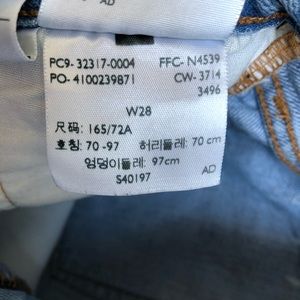 AD
PC9- 32317-0004 FFC- N4539
PO- 4100239871 CW- 3714
3496
W28
尺码: 165/72A
호칭: 70 -97 허리둘레: 70 cm
엉덩이둘레: 97cm
S40197 AD